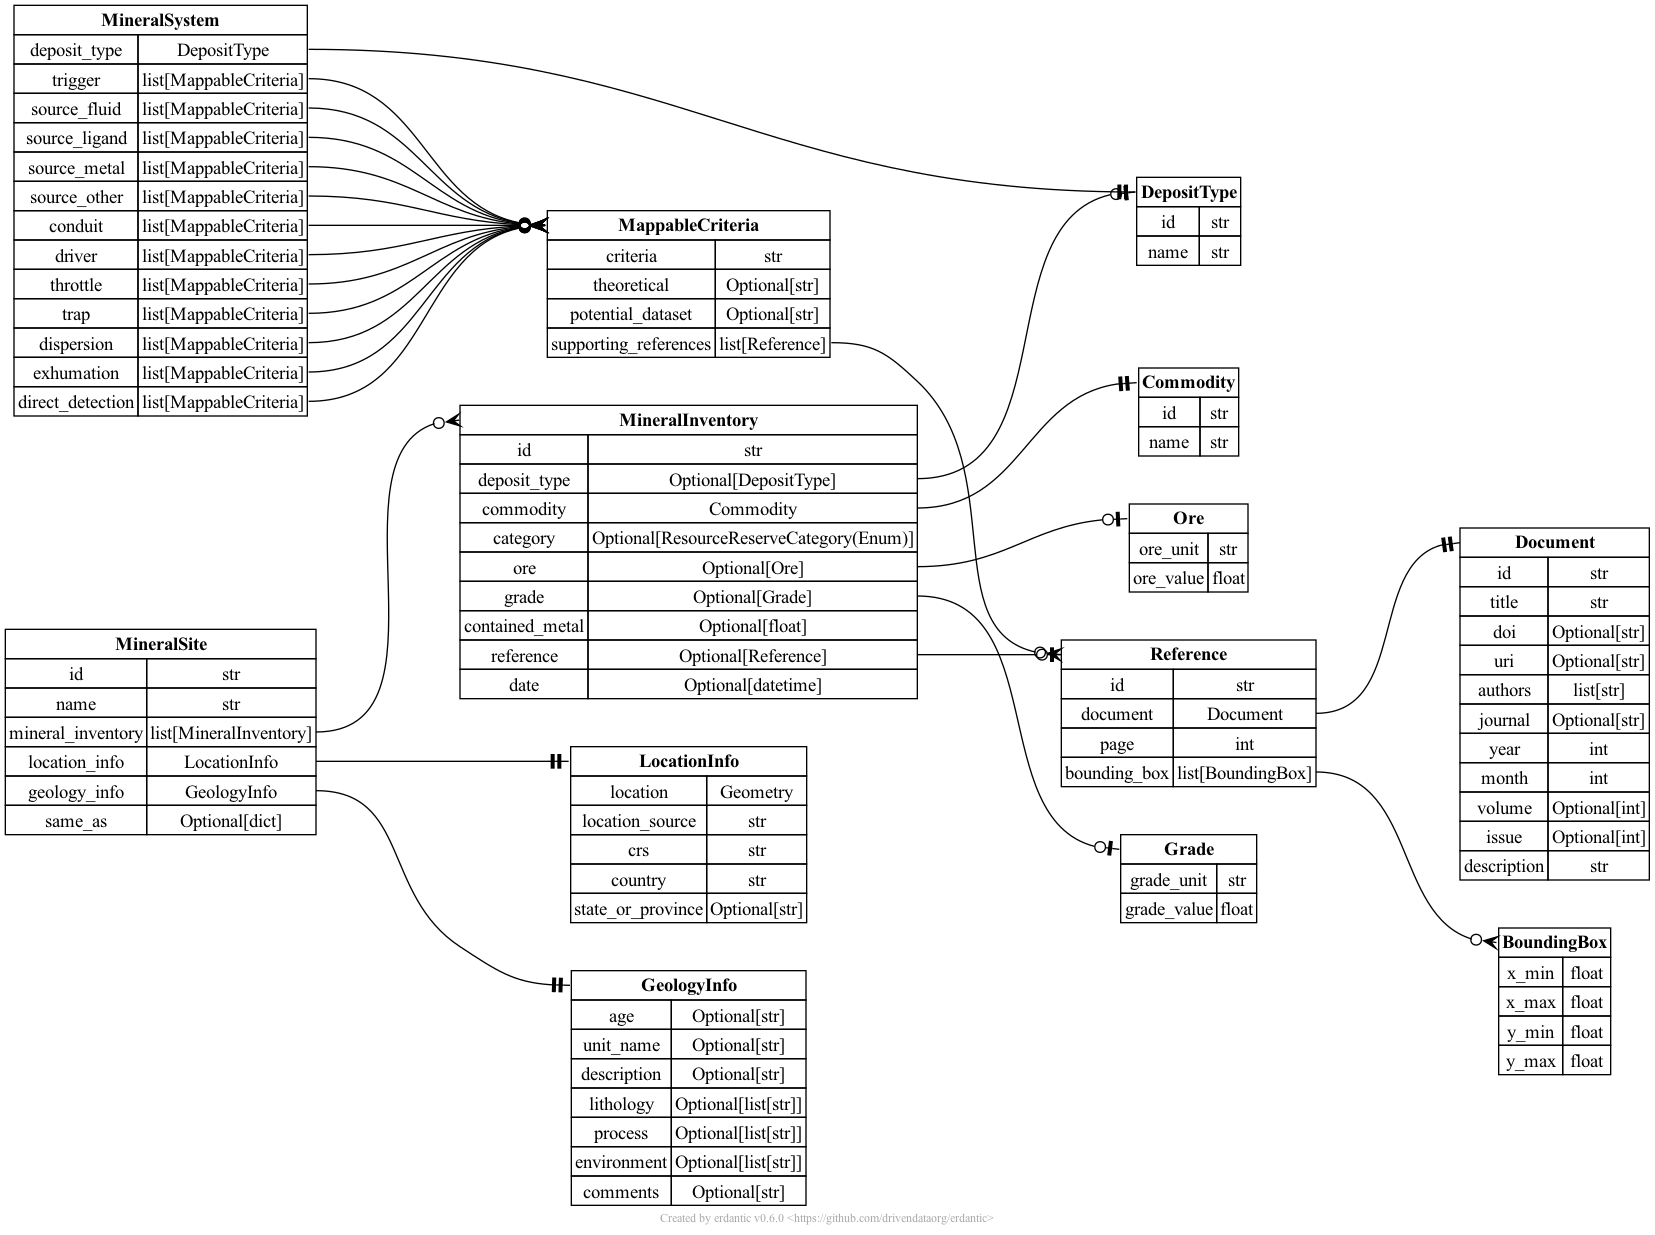 MineralSystem
deposit_type DepositType
trigger list[MappableCriteria]
source_fluid list[MappableCriteria]
source_ligand list[MappableCriteria]
source_metal list[MappableCriteria]
source_other list[MappableCriteria]
conduit list[MappableCriteria]
driver list[MappableCriteria]
throttle list[MappableCriteria]
trap list[MappableCriteria]
dispersion list[MappableCriteria]
exhumation list[MappableCriteria]
direct_detection list[MappableCriteria]
MappableCriteria
criteria str
theoretical Optional[str]
potential_dataset Optional[str]
supporting_references list[Reference]
DepositType
id str
name str
Commodity
id str
name str
MineralInventory
id str
deposit_type Optional[DepositType]
commodity Commodity
category Optional[ResourceReserveCategory(Enum)]
ore Optional[Ore]
grade Optional[Grade]
contained_metal Optional[float]
reference Optional[Reference]
date Optional[datetime]
Ore
ore_unit str
ore_value float
Document
id str
title str
doi Optional[str]
uri Optional[str]
authors list[str]
journal Optional[str]
year int
month int
volume Optional[int]
issue Optional[int]
description str
MineralSite
id str
name str
mineral_inventory list[MineralInventory]
location_info LocationInfo
geology_info GeologyInfo
same_as Optional[dict]
Reference
id str
document Document
page int
bounding_box list[BoundingBox]
LocationInfo
location Geometry
location_source str
crs str
country str
state_or_province Optional[str]
Grade
grade_unit str
grade_value float
BoundingBox
x_min float
x_max float
y_min float
y_max float
GeologyInfo
age Optional[str]
unit_name Optional[str]
description Optional[str]
lithology Optional[list[str]]
process Optional[list[str]]
environment Optional[list[str]]
comments Optional[str]
Created by erdantic v0.6.0 <https://github.com/drivendataorg/erdantic>